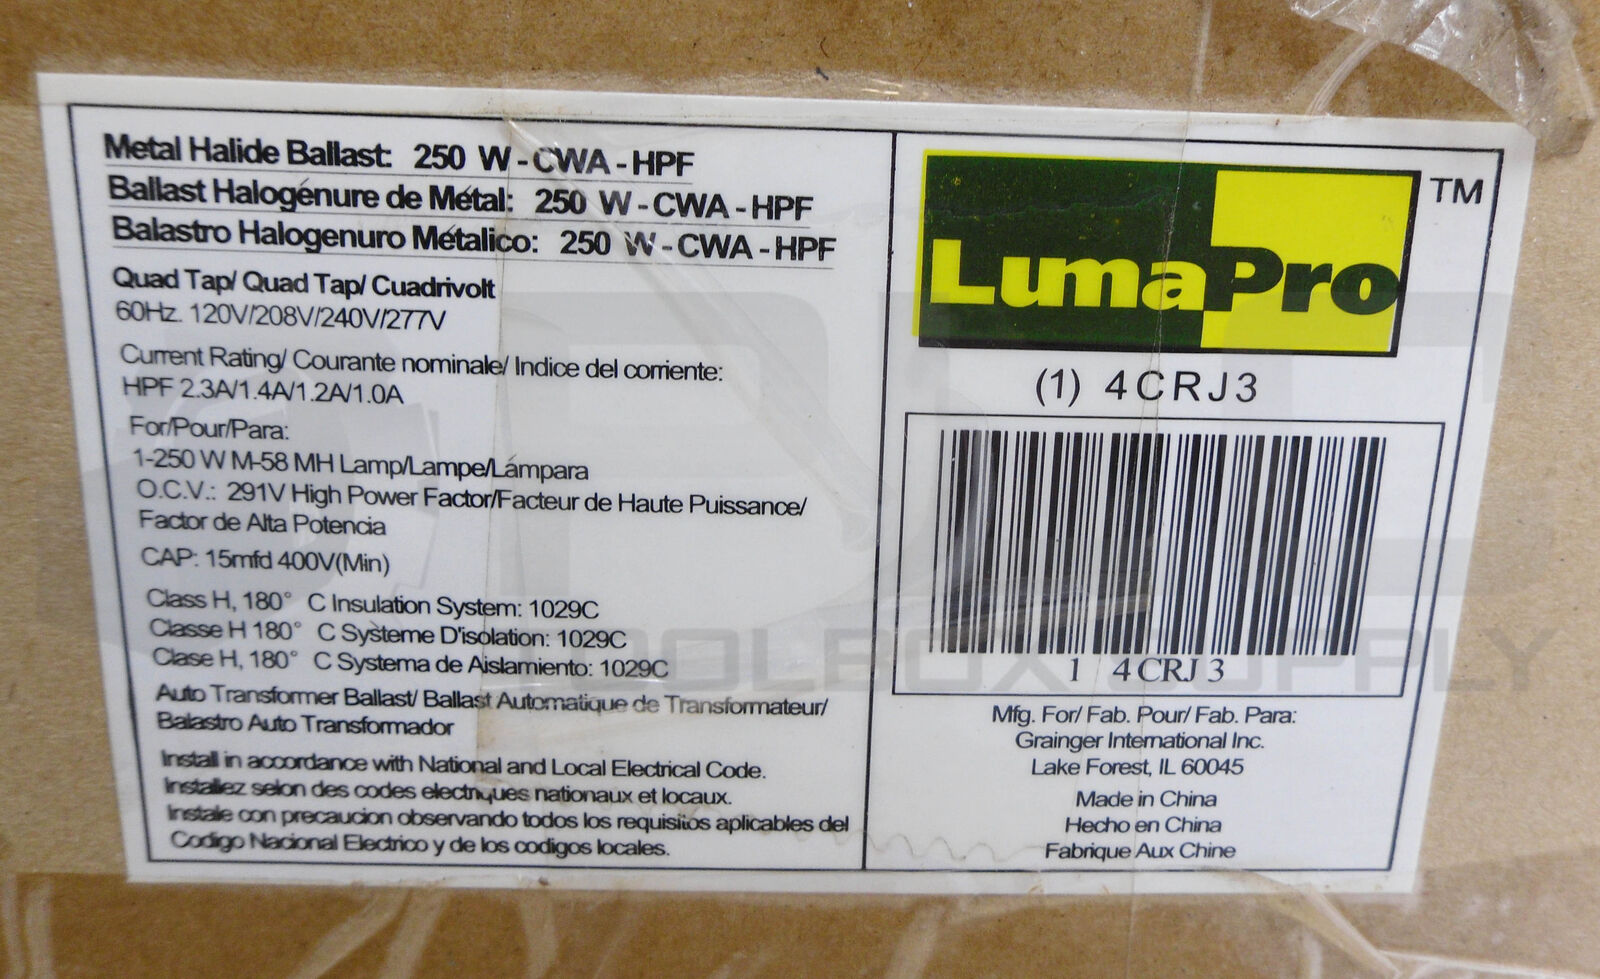 Metal Halide Ballast: 250 W - CWA - HPF
Ballast Halogénure de Métal: 250 W - CWA - HPF
Balastro Halogenuro Métalico: 250 W - CWA - HPF
Quad Tap/ Quad Tap/ Cuadrivolt
60Hz. 120V/208V/240V/277V
Current Rating/ Courante nominale/ Indice del corriente:
HPF 2.3A/1.4A/1.2A/1.0A
For/Pour/Para:
1-250 W M-58 MH Lamp/Lampe/Lámpara
O.C.V.: 291V High Power Factor/Facteur de Haute Puissance/
Factor de Alta Potencia
CAP: 15mfd 400V(Min)
Class H, 180° C Insulation System: 1029C
Classe H 180° C Systeme D'isolation: 1029C
Clase H, 180° C Systema de Aislamiento: 1029C
Auto Transformer Ballast/ Ballast Automatique de Transformateur/
Balastro Auto Transformador
Install in accordance with National and Local Electrical Code.
Installez selon des codes electriques nationaux et locaux.
Instale con precaucion observando todos los requisitos aplicables del
Codigo Nacional Electrico y de los codigos locales.
LumaPro TM
(1) 4CRJ3
1 4CRJ3
Mfg. For/ Fab. Pour/ Fab. Para:
Grainger International Inc.
Lake Forest, IL 60045
Made in China
Hecho en China
Fabrique Aux Chine
TOOLBOX SUPPLY